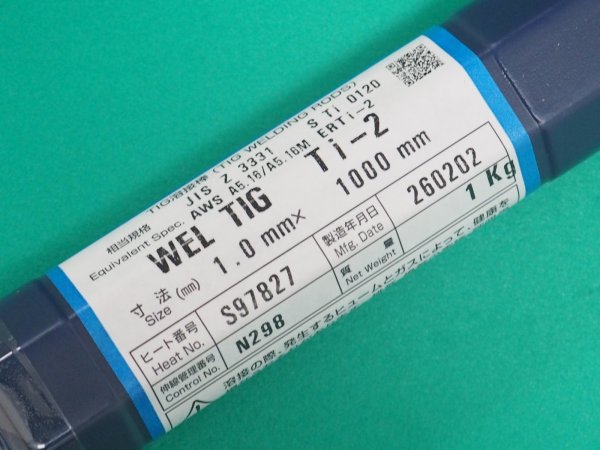 TIG溶接棒 (TIG WELDING RODS)
相当規格 JIS Z 3331 S Ti 0120
Equivalent Spec. AWS A5.16/A5.16M ERTi-2
WEL TIG Ti-2
寸法 Size (mm) 1.0 mm× 1000 mm
ヒート番号 Heat No. S97827 製造年月日 Mfg. Date 260202
伸線管理番号 Control No. N298 質量 Net Weight 1 Kg
溶接の際、発生するヒュームとガスによって、健康を